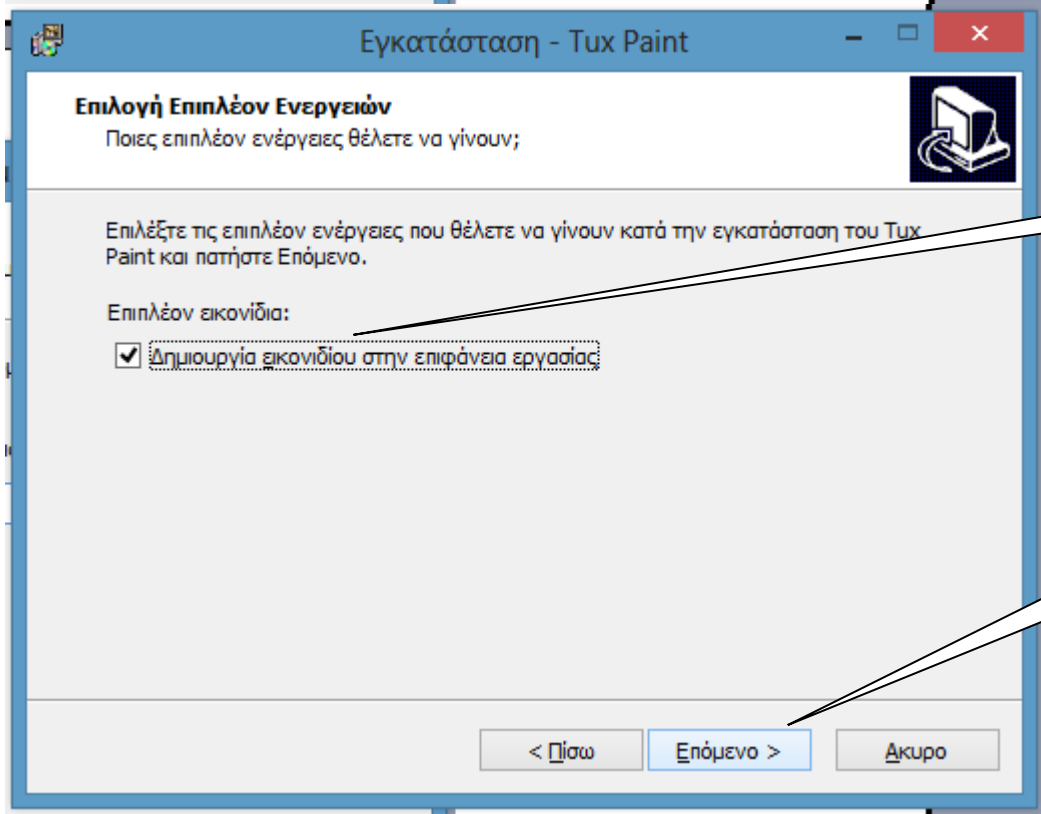 Εγκατάσταση - Tux Paint
Επιλογή Επιπλέον Ενεργειών
Ποιες επιπλέον ενέργειες θέλετε να γίνουν;
Επιλέξτε τις επιπλέον ενέργειες που θέλετε να γίνουν κατά την εγκατάσταση του Tux
Paint και πατήστε Επόμενο.
Επιπλέον εικονίδια:
Δημιουργία εικονιδίου στην επιφάνεια εργασίας
< Πίσω Επόμενο > Ακυρο